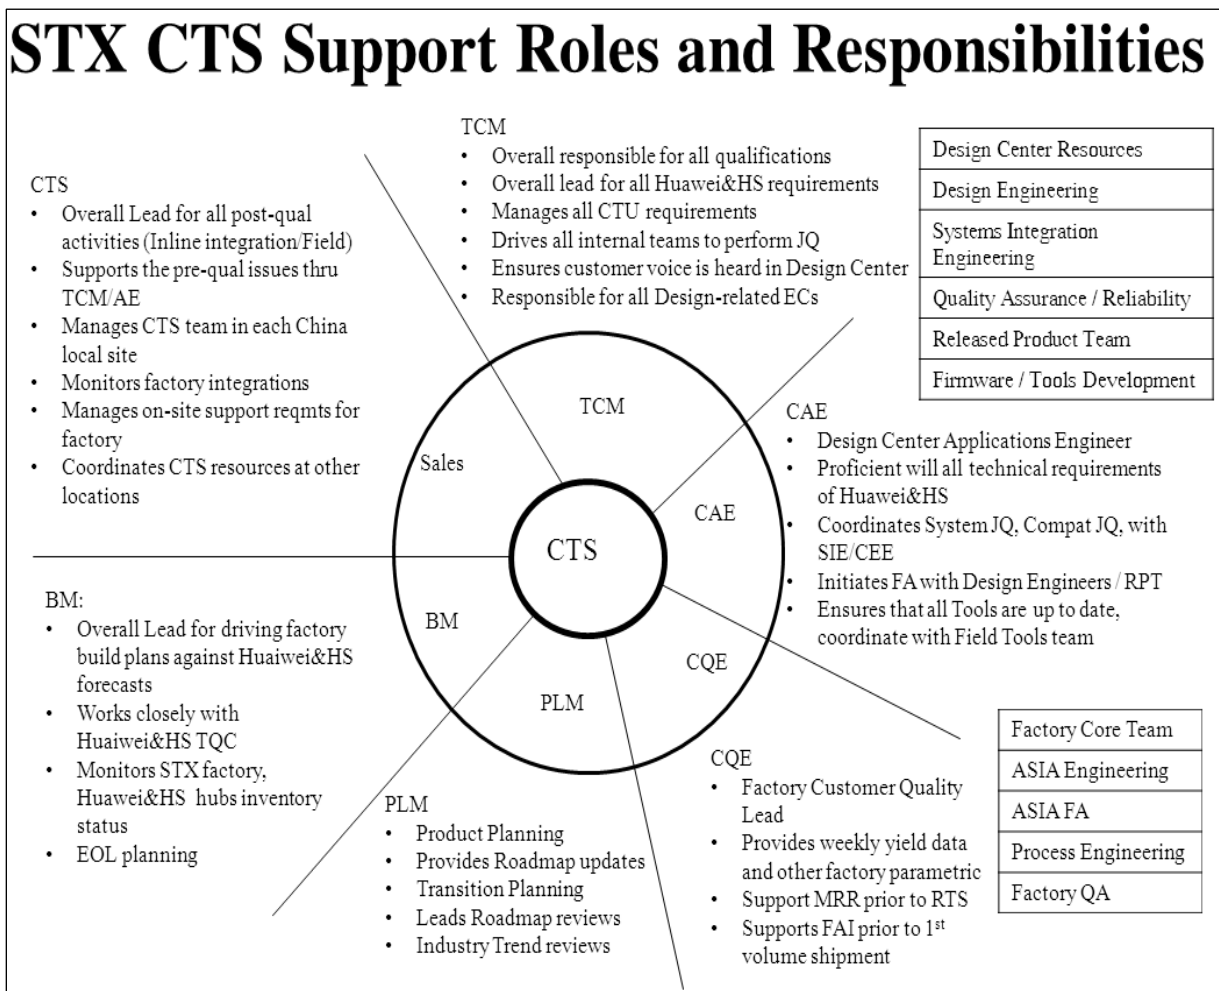 STX CTS Support Roles and Responsibilities
CTS
• Overall Lead for all post-qual
activities (Inline integration/Field)
• Supports the pre-qual issues thru
TCM/AE
• Manages CTS team in each China
local site
• Monitors factory integrations
• Manages on-site support reqmts for
factory
• Coordinates CTS resources at other
locations
TCM
• Overall responsible for all qualifications
• Overall lead for all Huawei&HS requirements
• Manages all CTU requirements
• Drives all internal teams to perform JQ
• Ensures customer voice is heard in Design Center
• Responsible for all Design-related ECs
Design Center Resources
Design Engineering
Systems Integration
Engineering
Quality Assurance / Reliability
Released Product Team
Firmware / Tools Development
CAE
• Design Center Applications Engineer
• Proficient will all technical requirements
of Huawei&HS
• Coordinates System JQ, Compat JQ, with
SIE/CEE
• Initiates FA with Design Engineers / RPT
• Ensures that all Tools are up to date,
coordinate with Field Tools team
TCM
Sales
CAE
CTS
BM
CQE
PLM
BM:
• Overall Lead for driving factory
build plans against Huaiwei&HS
forecasts
• Works closely with
Huaiwei&HS TQC
• Monitors STX factory,
Huawei&HS hubs inventory
status
• EOL planning
PLM
• Product Planning
• Provides Roadmap updates
• Transition Planning
• Leads Roadmap reviews
• Industry Trend reviews
CQE
• Factory Customer Quality
Lead
• Provides weekly yield data
and other factory parametric
• Support MRR prior to RTS
• Supports FAI prior to 1st
volume shipment
Factory Core Team
ASIA Engineering
ASIA FA
Process Engineering
Factory QA